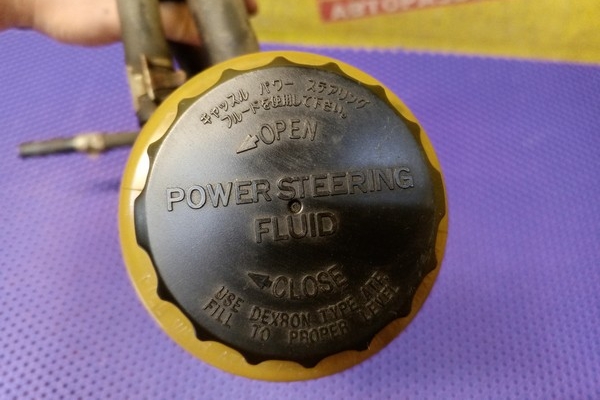 АВТОРАЗ
キャッスル パワー ステアリング
フルードを使用して下さい。
OPEN
POWER STEERING
FLUID
CLOSE
USE DEXRON TYPE ATF
FILL TO PROPER LEVEL